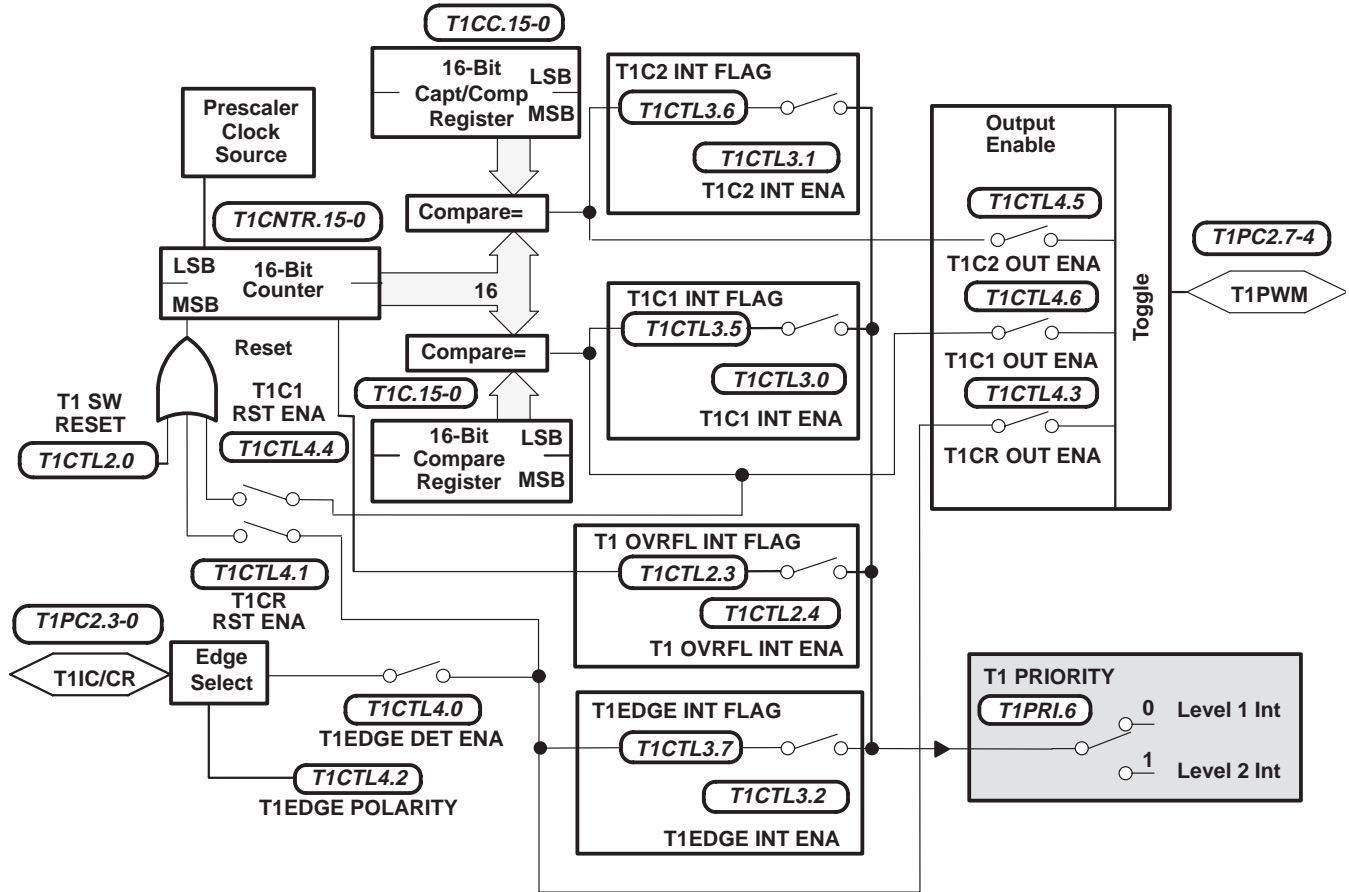 T1CC.15-0
16-Bit
Capt/Comp
Register
LSB
MSB
Prescaler
Clock
Source
T1C2 INT FLAG
T1CTL3.6
T1CTL3.1
T1C2 INT ENA
Output
Enable
T1CNTR.15-0
Compare=
T1CTL4.5
T1C2 OUT ENA
T1PC2.7-4
T1PWM
Toggle
LSB
MSB
16-Bit
Counter
16
T1C1 INT FLAG
T1CTL3.5
T1CTL3.0
T1C1 INT ENA
T1CTL4.6
T1C1 OUT ENA
T1CTL4.3
T1CR OUT ENA
Reset
Compare=
T1C.15-0
T1 SW
RESET
T1CTL2.0
T1C1
RST ENA
T1CTL4.4
16-Bit
Compare
Register
LSB
MSB
T1 OVRFL INT FLAG
T1CTL2.3
T1CTL2.4
T1 OVRFL INT ENA
T1CTL4.1
T1CR
RST ENA
T1PC2.3-0
T1IC/CR
Edge
Select
T1CTL4.0
T1EDGE DET ENA
T1CTL4.2
T1EDGE POLARITY
T1EDGE INT FLAG
T1CTL3.7
T1CTL3.2
T1EDGE INT ENA
T1 PRIORITY
T1PRI.6
0 Level 1 Int
1 Level 2 Int